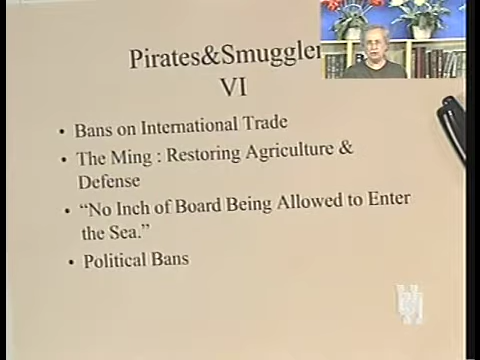 Pirates&Smuggler
VI
• Bans on International Trade
• The Ming : Restoring Agriculture &
Defense
• “No Inch of Board Being Allowed to Enter
the Sea.”
• Political Bans